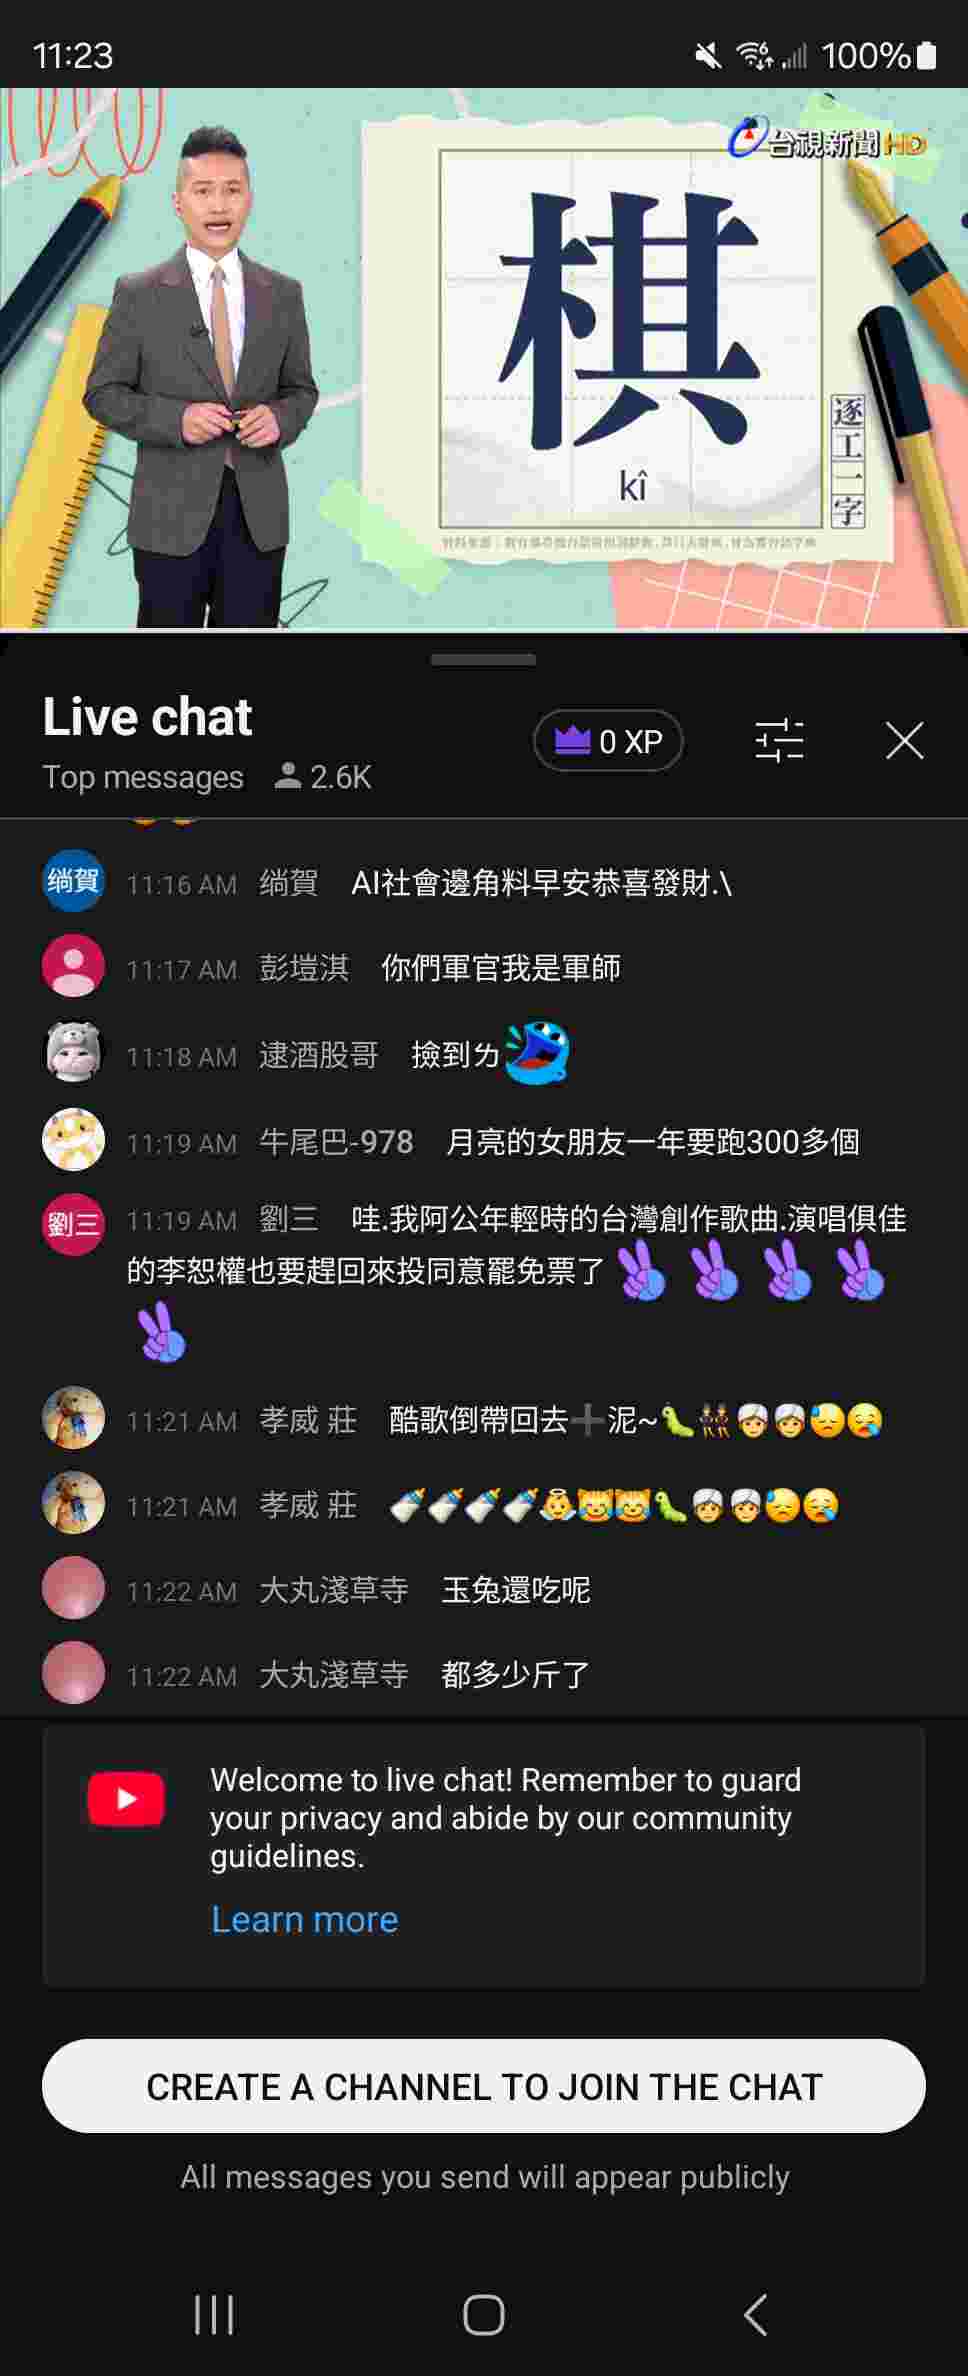 11:23
6
100%
台視新聞HD
棋
kî
逐工一字
Live chat
0 XP
Top messages 2.6K
绱賀
11:16 AM 绱賀 AI社會邊角料早安恭喜發財.\
11:17 AM 彭塏淇 你們軍官我是軍師
11:18 AM 逮酒股哥 撿到ㄌ
11:19 AM 牛尾巴-978 月亮的女朋友一年要跑300多個
劉三
11:19 AM 劉三 哇.我阿公年輕時的台灣創作歌曲.演唱俱佳
的李恕權也要趕回來投同意罷免票了
11:21 AM 孝威 莊 酷歌倒帶回去➕泥~🐛👯🏻👳🏻👳🏻😓😪
11:21 AM 孝威 莊 🍼🍼🍼🍼👼😹😹🐛👳🏻👳🏻😓😪
11:22 AM 大丸淺草寺 玉兔還吃呢
11:22 AM 大丸淺草寺 都多少斤了
Welcome to live chat! Remember to guard
your privacy and abide by our community
guidelines.
Learn more
CREATE A CHANNEL TO JOIN THE CHAT
All messages you send will appear publicly